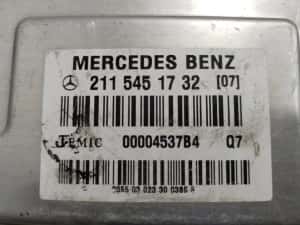 MERCEDES BENZ
211 545 17 32 [07]
TEMIC 00004537B4 Q7